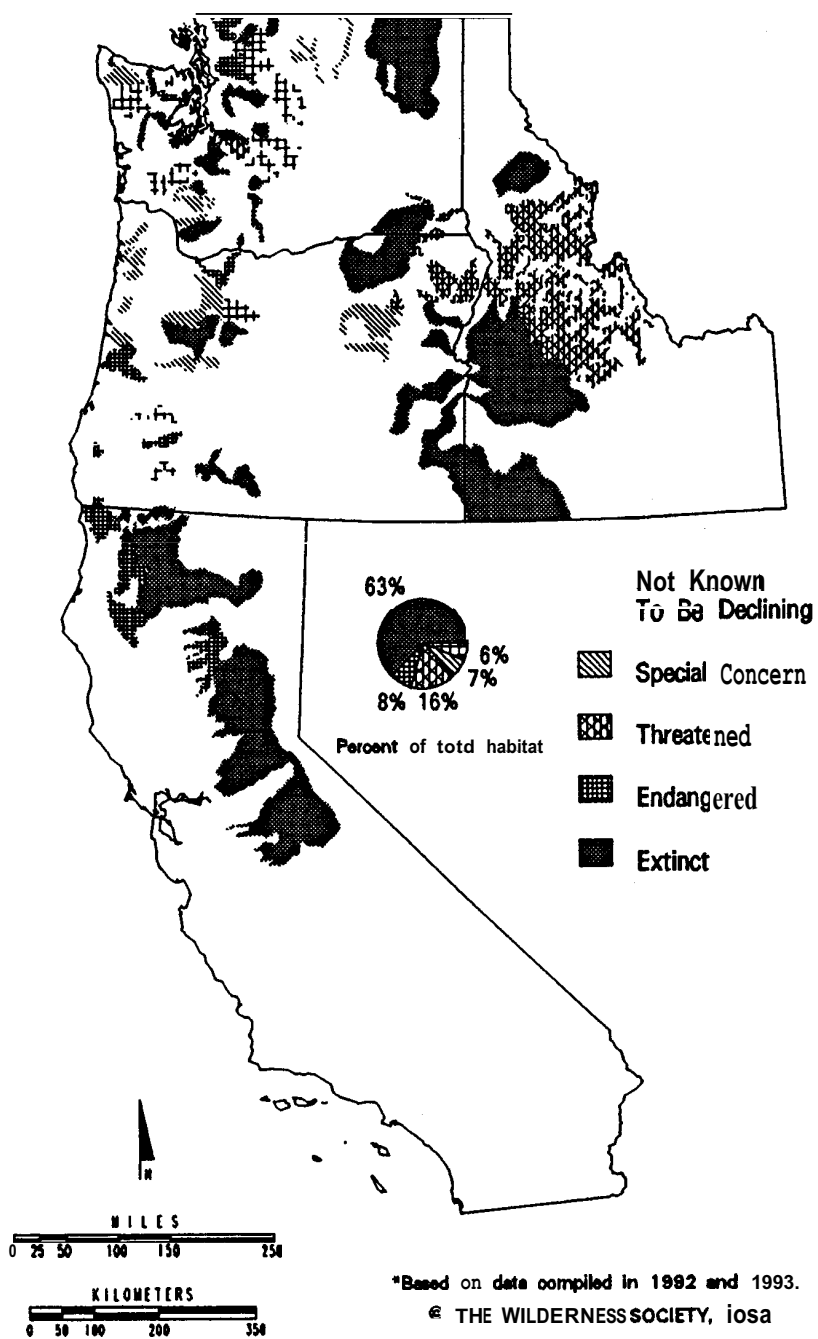 63%
6%
7%
8% 16%
Percent of totd habitat
Not Known
To Be Declining
Special Concern
Threatened
Endangered
Extinct
N
MILES
0 25 50 100 150 250
KILOMETERS
0 50 100 200 350
*Based on data compiled in 1992 and 1993.
© THE WILDERNESS SOCIETY, iosa